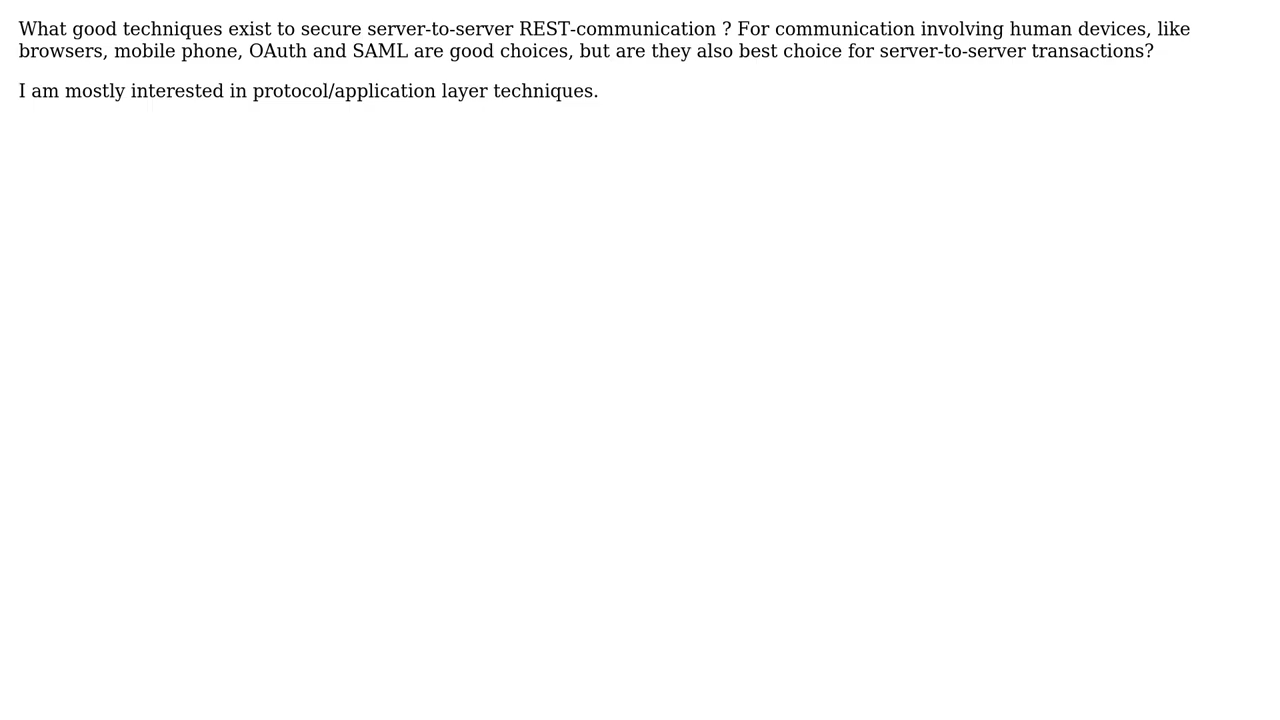 What good techniques exist to secure server-to-server REST-communication ? For communication involving human devices, like
browsers, mobile phone, OAuth and SAML are good choices, but are they also best choice for server-to-server transactions?
I am mostly interested in protocol/application layer techniques.